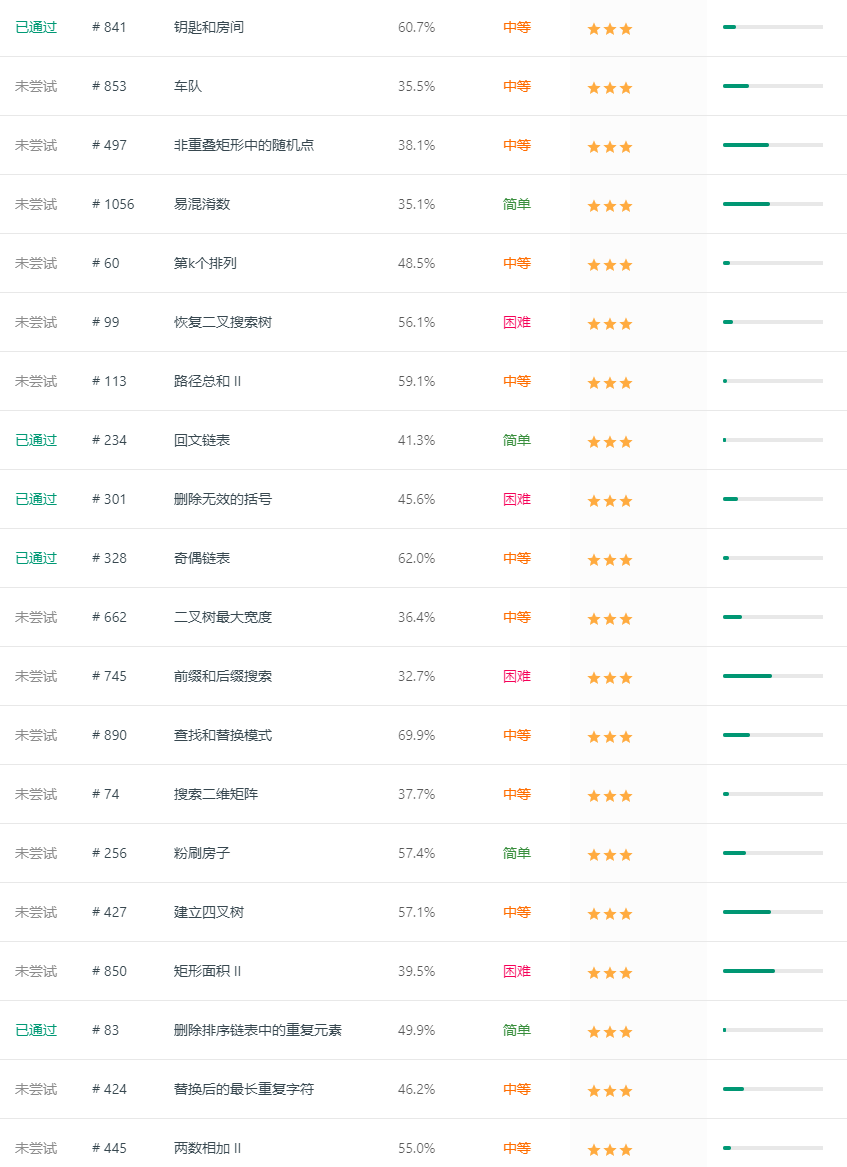 已通过 # 841 钥匙和房间 60.7% 中等
未尝试 # 853 车队 35.5% 中等
未尝试 # 497 非重叠矩形中的随机点 38.1% 中等
未尝试 # 1056 易混淆数 35.1% 简单
未尝试 # 60 第k个排列 48.5% 中等
未尝试 # 99 恢复二叉搜索树 56.1% 困难
未尝试 # 113 路径总和 II 59.1% 中等
已通过 # 234 回文链表 41.3% 简单
已通过 # 301 删除无效的括号 45.6% 困难
已通过 # 328 奇偶链表 62.0% 中等
未尝试 # 662 二叉树最大宽度 36.4% 中等
未尝试 # 745 前缀和后缀搜索 32.7% 困难
未尝试 # 890 查找和替换模式 69.9% 中等
未尝试 # 74 搜索二维矩阵 37.7% 中等
未尝试 # 256 粉刷房子 57.4% 简单
未尝试 # 427 建立四叉树 57.1% 中等
未尝试 # 850 矩形面积 II 39.5% 困难
已通过 # 83 删除排序链表中的重复元素 49.9% 简单
未尝试 # 424 替换后的最长重复字符 46.2% 中等
未尝试 # 445 两数相加 II 55.0% 中等